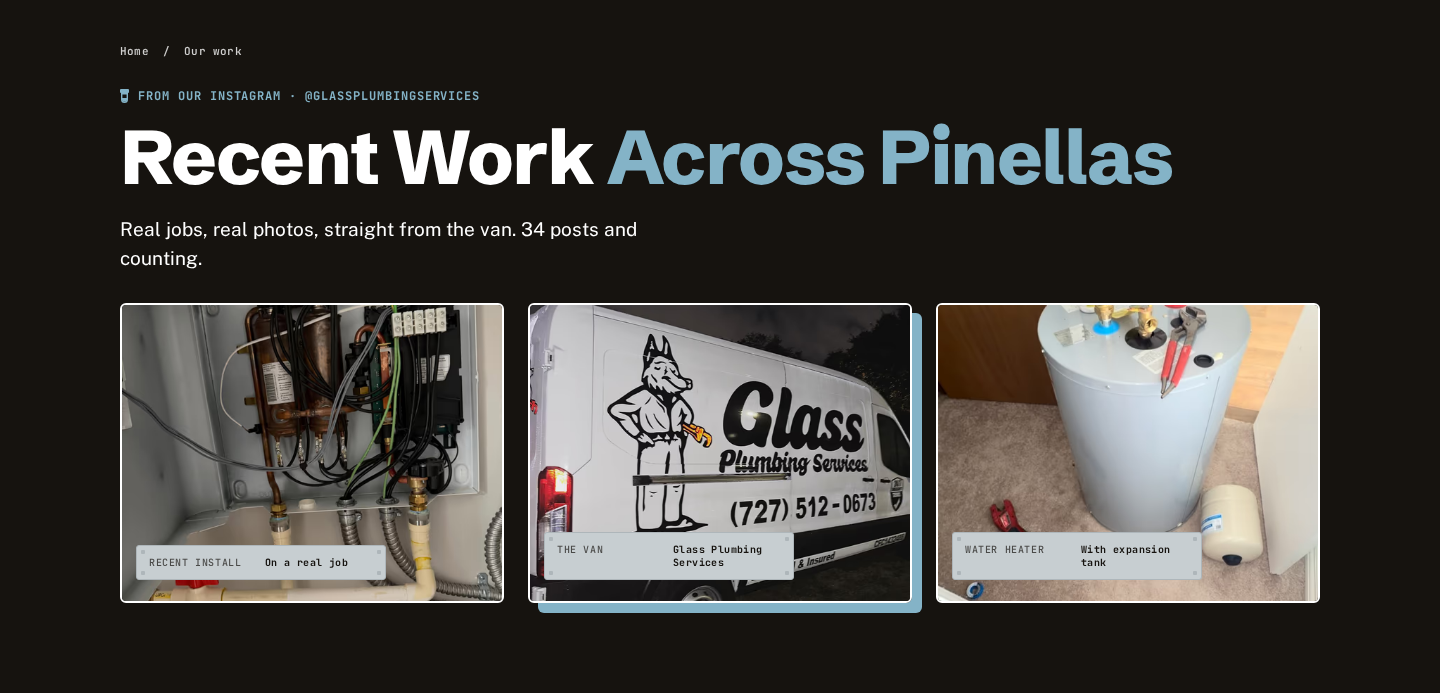 Home / Our work
FROM OUR INSTAGRAM · @GLASSPLUMBINGSERVICES
Recent Work Across Pinellas
Real jobs, real photos, straight from the van. 34 posts and
counting.
RECENT INSTALL On a real job
Glass
Plumbing Services
(727) 512-0673
& Insured
THE VAN Glass Plumbing
Services
WATER HEATER With expansion
tank